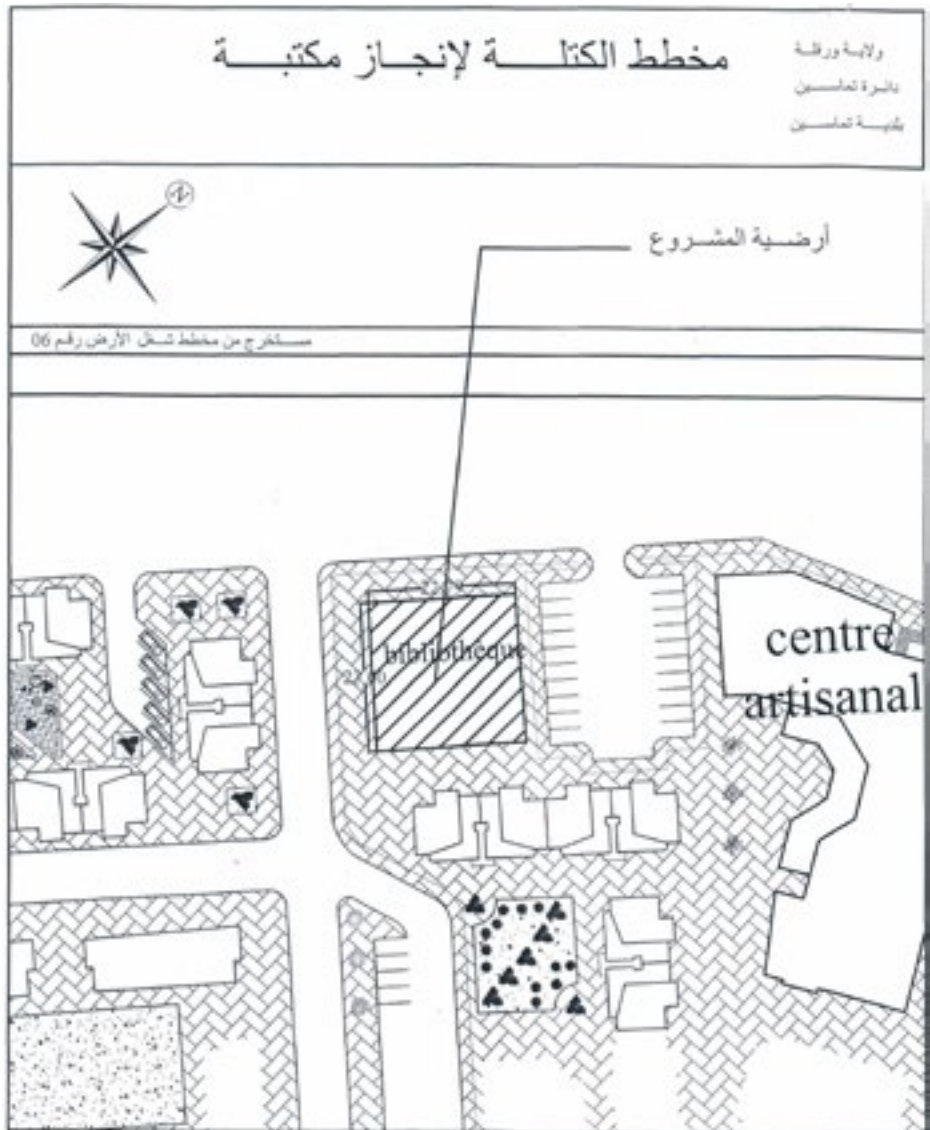 ولاية ورقلة
دائرة تماسين
بلدية تماسين
مخطط الكتلة لإنجاز مكتبة
N
أرضية المشروع
مستخرج من مخطط شغل الأرض رقم 06
bibliothèque
centre
artisanal